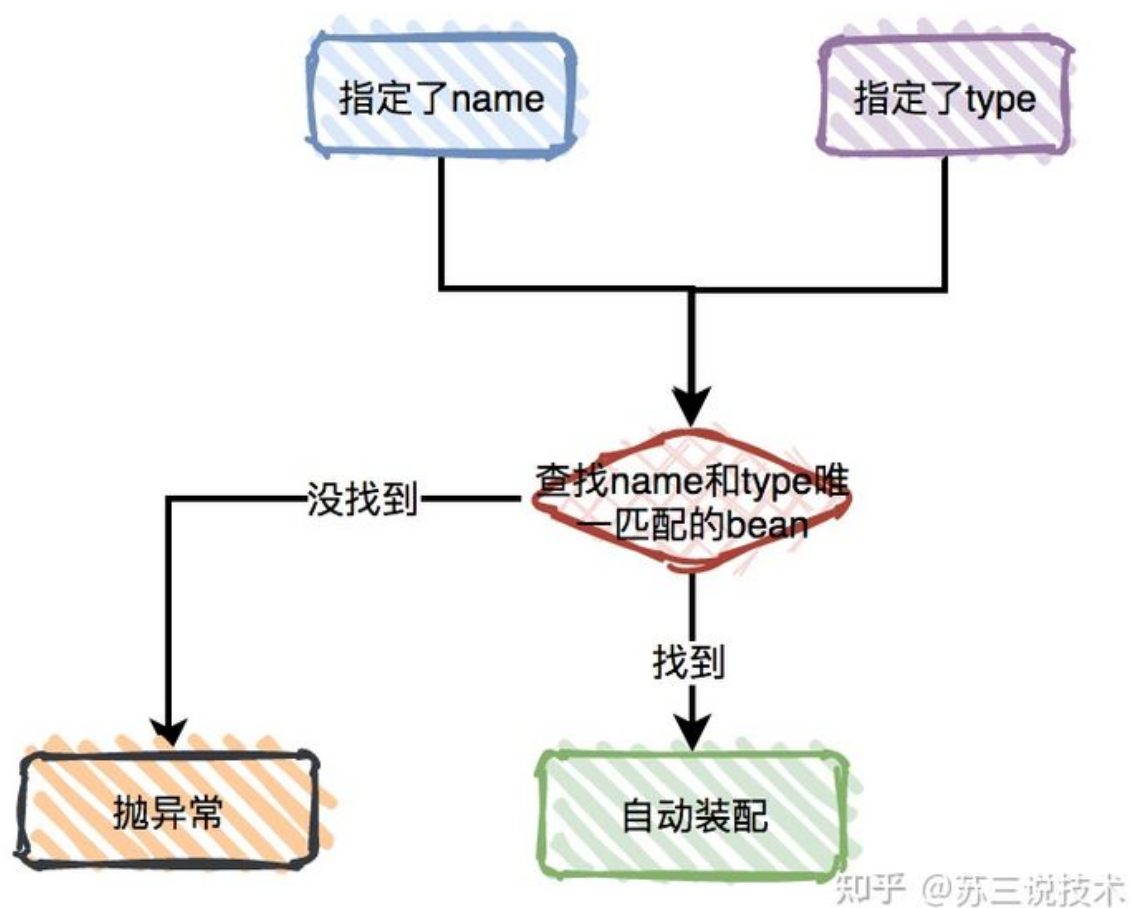 指定了name
指定了type
查找name和type唯
一匹配的bean
没找到
找到
抛异常
自动装配
知乎 @苏三说技术